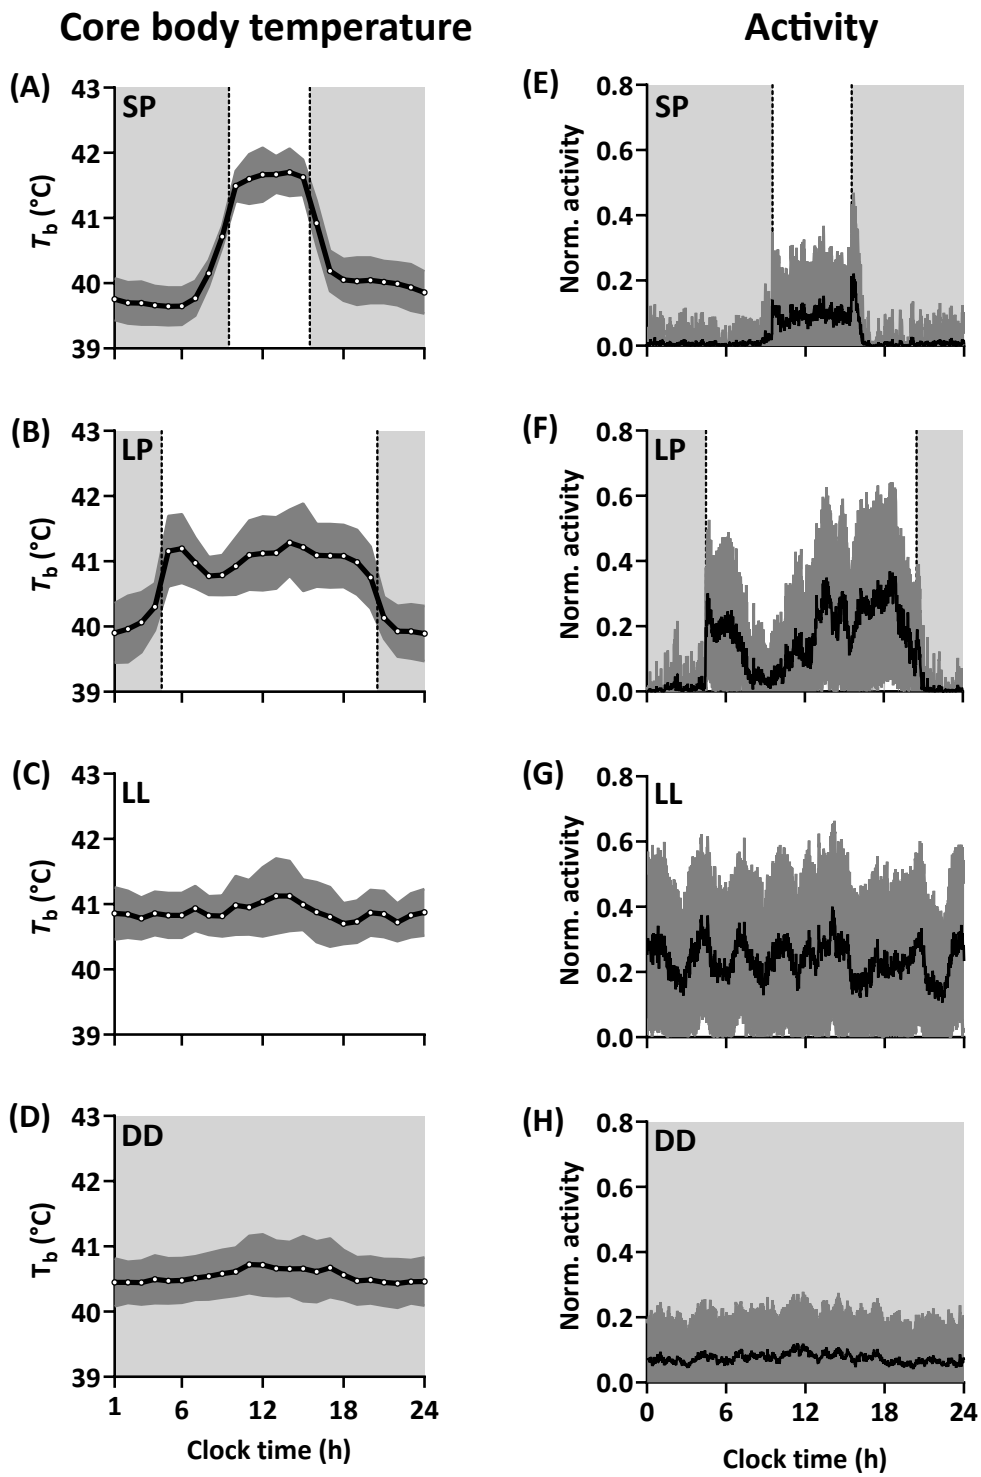 Core body temperature
Activity
(A)
SP
43
42
41
40
39
Tb (°C)
(E)
SP
0.8
0.6
0.4
0.2
0.0
Norm. activity
(B)
LP
43
42
41
40
39
Tb (°C)
(F)
LP
0.8
0.6
0.4
0.2
0.0
Norm. activity
(C)
LL
43
42
41
40
39
Tb (°C)
(G)
LL
0.8
0.6
0.4
0.2
0.0
Norm. activity
(D)
DD
43
42
41
40
39
Tb (°C)
1 6 12 18 24
Clock time (h)
(H)
DD
0.8
0.6
0.4
0.2
0.0
Norm. activity
0 6 12 18 24
Clock time (h)